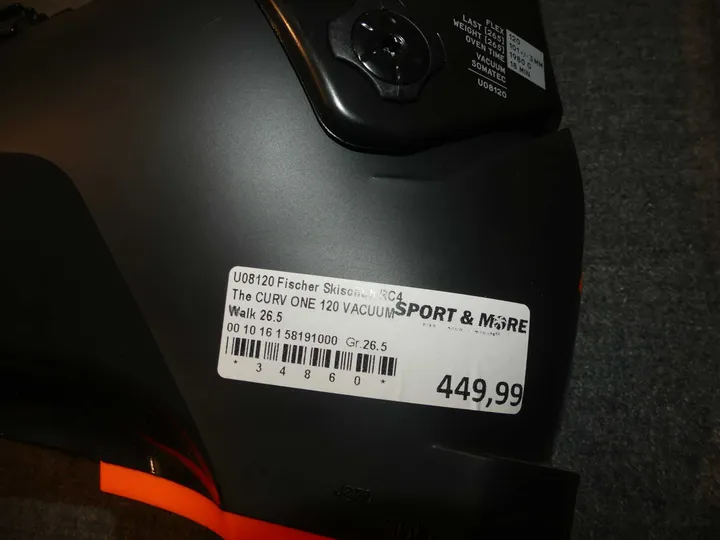 FLEX 120
LAST [265] 101+/-3MM
WEIGHT [265] 1980 G
OVEN TIME 18 MIN
VACUUM
SOMATEC
U08120
U08120 Fischer RC4
The CURV ONE 120 VACUUM
Walk 26.5
SPORT & MORE
00 10 16 1 58191000 Gr.26.5
* 3 4 8 6 0 *
449,99